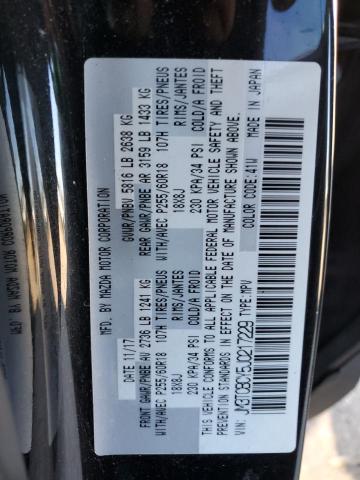 MFD. BY MAZDA MOTOR CORPORATION
DATE: 11/17 GVWR/PNBV 5816 LB 2638 KG
FRONT GAWR/PNBE AV 2736 LB 1241 KG REAR GAWR/PNBE AR 3159 LB 1433 KG
WITH/AVEC P255/60R18 107H TIRES/PNEUS WITH/AVEC P255/60R18 107H TIRES/PNEUS
18X8J RIMS/JANTES 18X8J RIMS/JANTES
230 KPA/34 PSI COLD/A FROID 230 KPA/34 PSI COLD/A FROID
THIS VEHICLE CONFORMS TO ALL APPLICABLE FEDERAL MOTOR VEHICLE SAFETY, BUMPER, AND THEFT
PREVENTION STANDARDS IN EFFECT ON THE DATE OF MANUFACTURE SHOWN ABOVE.
VIN: JM3TCBCY5J0217229 TYPE: MPV COLOR: 41W MADE IN JAPAN